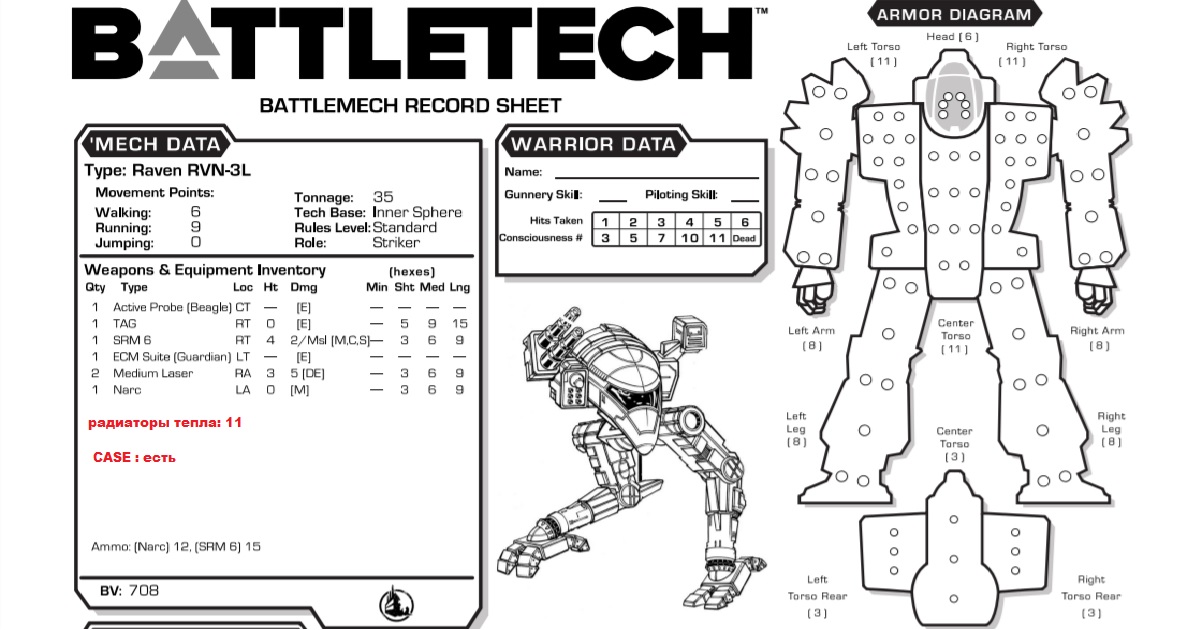 BATTLETECH™
BATTLEMECH RECORD SHEET
'MECH DATA
Type: Raven RVN-3L
Movement Points:
Walking: 6
Running: 9
Jumping: 0
Tonnage: 35
Tech Base: Inner Sphere
Rules Level: Standard
Role: Striker
Weapons & Equipment Inventory (hexes)
Qty Type Loc Ht Dmg Min Sht Med Lng
1 Active Probe (Beagle) CT — [E] — — — —
1 TAG RT 0 [E] — 5 9 15
1 SRM 6 RT 4 2/Msl [M,C,S] — 3 6 9
1 ECM Suite (Guardian) LT — [E] — — — —
2 Medium Laser RA 3 5 [DE] — 3 6 9
1 Narc LA 0 [M] — 3 6 9
радиаторы тепла: 11
CASE : есть
Ammo: (Narc) 12, (SRM 6) 15
BV: 708
WARRIOR DATA
Name:
Gunnery Skill: Piloting Skill:
Hits Taken 1 2 3 4 5 6
Consciousness # 3 5 7 10 11 Dead
ARMOR DIAGRAM
Head (6)
Left Torso
(11)
Right Torso
(11)
Left Arm
(8)
Center
Torso
(11)
Right Arm
(8)
Left
Leg
(8)
Center
Torso
(3)
Right
Leg
(8)
Left
Torso Rear
(3)
Right
Torso Rear
(3)